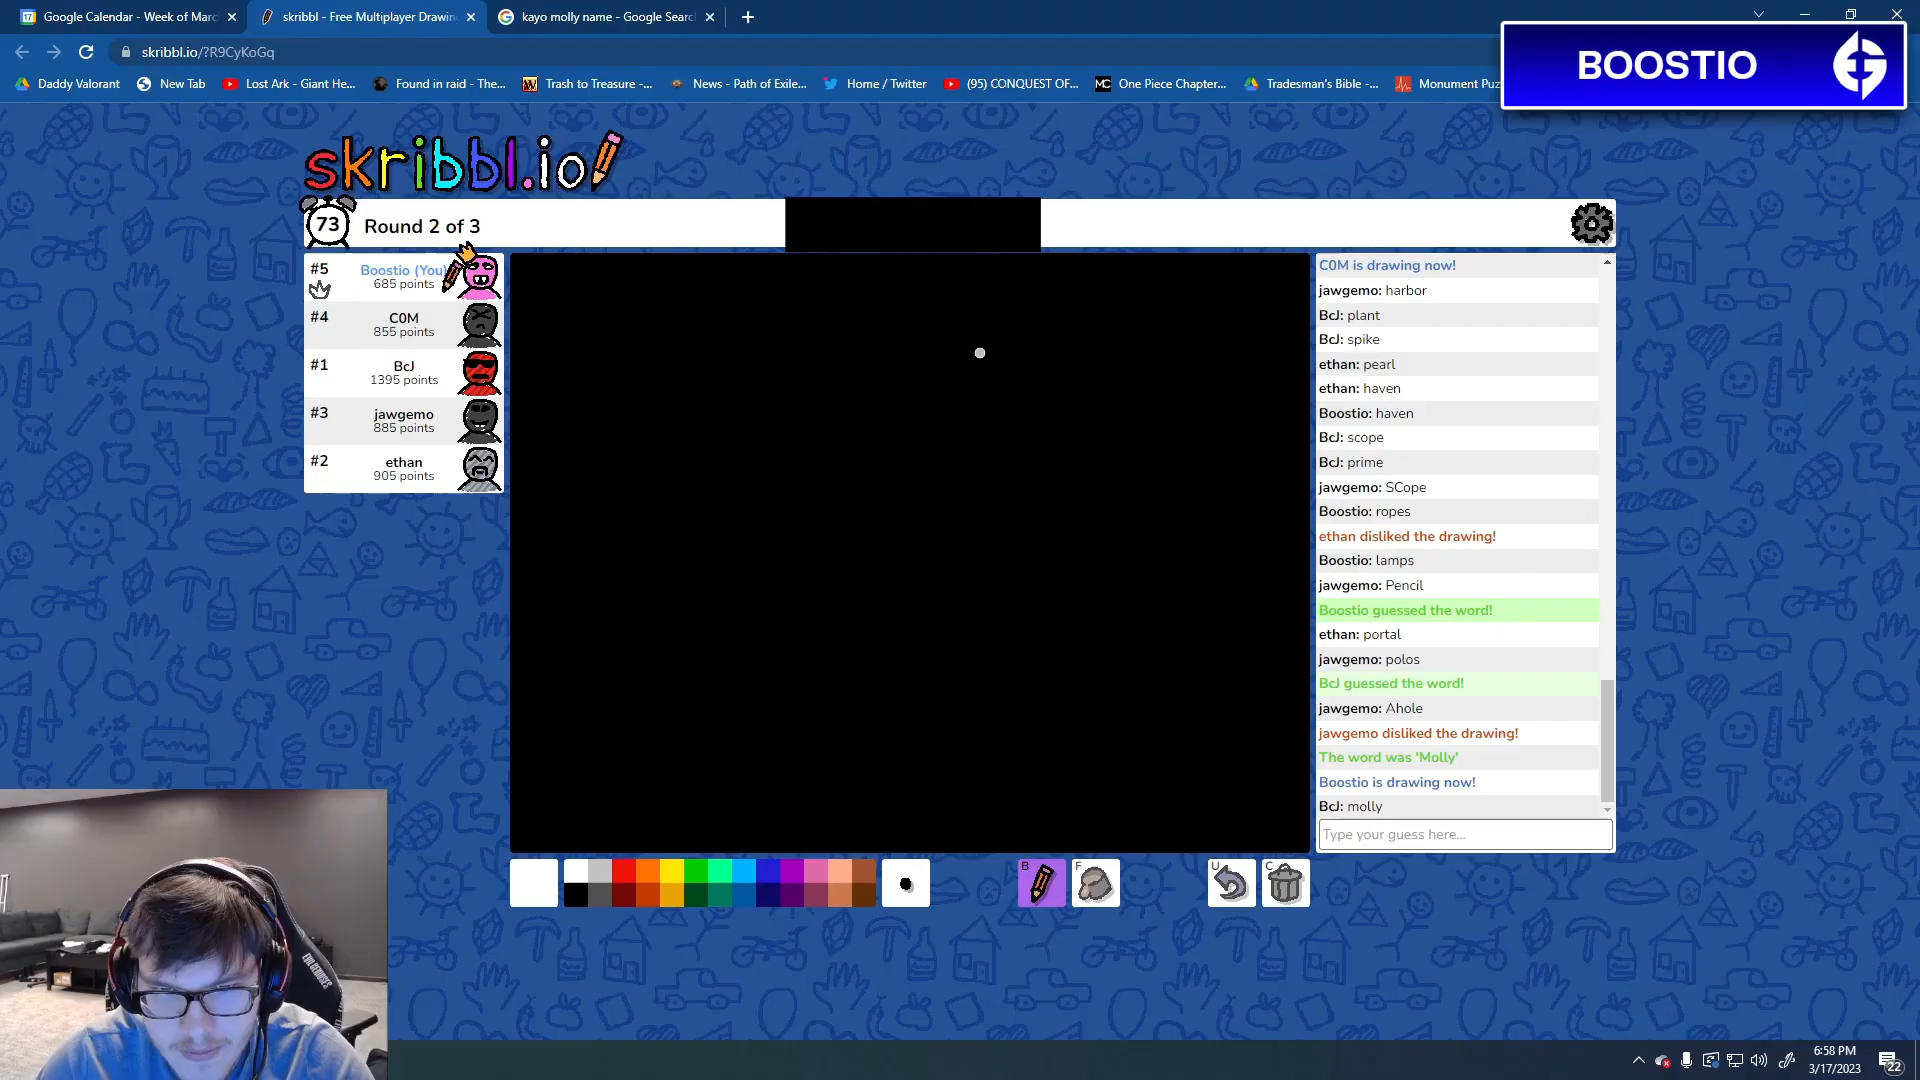 Google Calendar - Week of Marc
skribbl - Free Multiplayer Drawin
kayo molly name - Google Searc
skribbl.io/?R9CyKoGq
Daddy Valorant
New Tab
Lost Ark - Giant He...
Found in raid - The...
Trash to Treasure -...
News - Path of Exile...
Home / Twitter
(95) CONQUEST OF...
MC
One Piece Chapter...
Tradesman's Bible -...
Monument Puz
BOOSTIO
skribbl.io
73
Round 2 of 3
#5
Boostio (You)
685 points
#4
C0M
855 points
#1
BcJ
1395 points
#3
jawgemo
885 points
#2
ethan
905 points
C0M is drawing now!
jawgemo: harbor
BcJ: plant
BcJ: spike
ethan: pearl
ethan: haven
Boostio: haven
BcJ: scope
BcJ: prime
jawgemo: SCope
Boostio: ropes
ethan disliked the drawing!
Boostio: lamps
jawgemo: Pencil
Boostio guessed the word!
ethan: portal
jawgemo: polos
BcJ guessed the word!
jawgemo: Ahole
jawgemo disliked the drawing!
The word was 'Molly'
Boostio is drawing now!
BcJ: molly
Type your guess here...
B
F
U
C
6:58 PM
3/17/2023
22